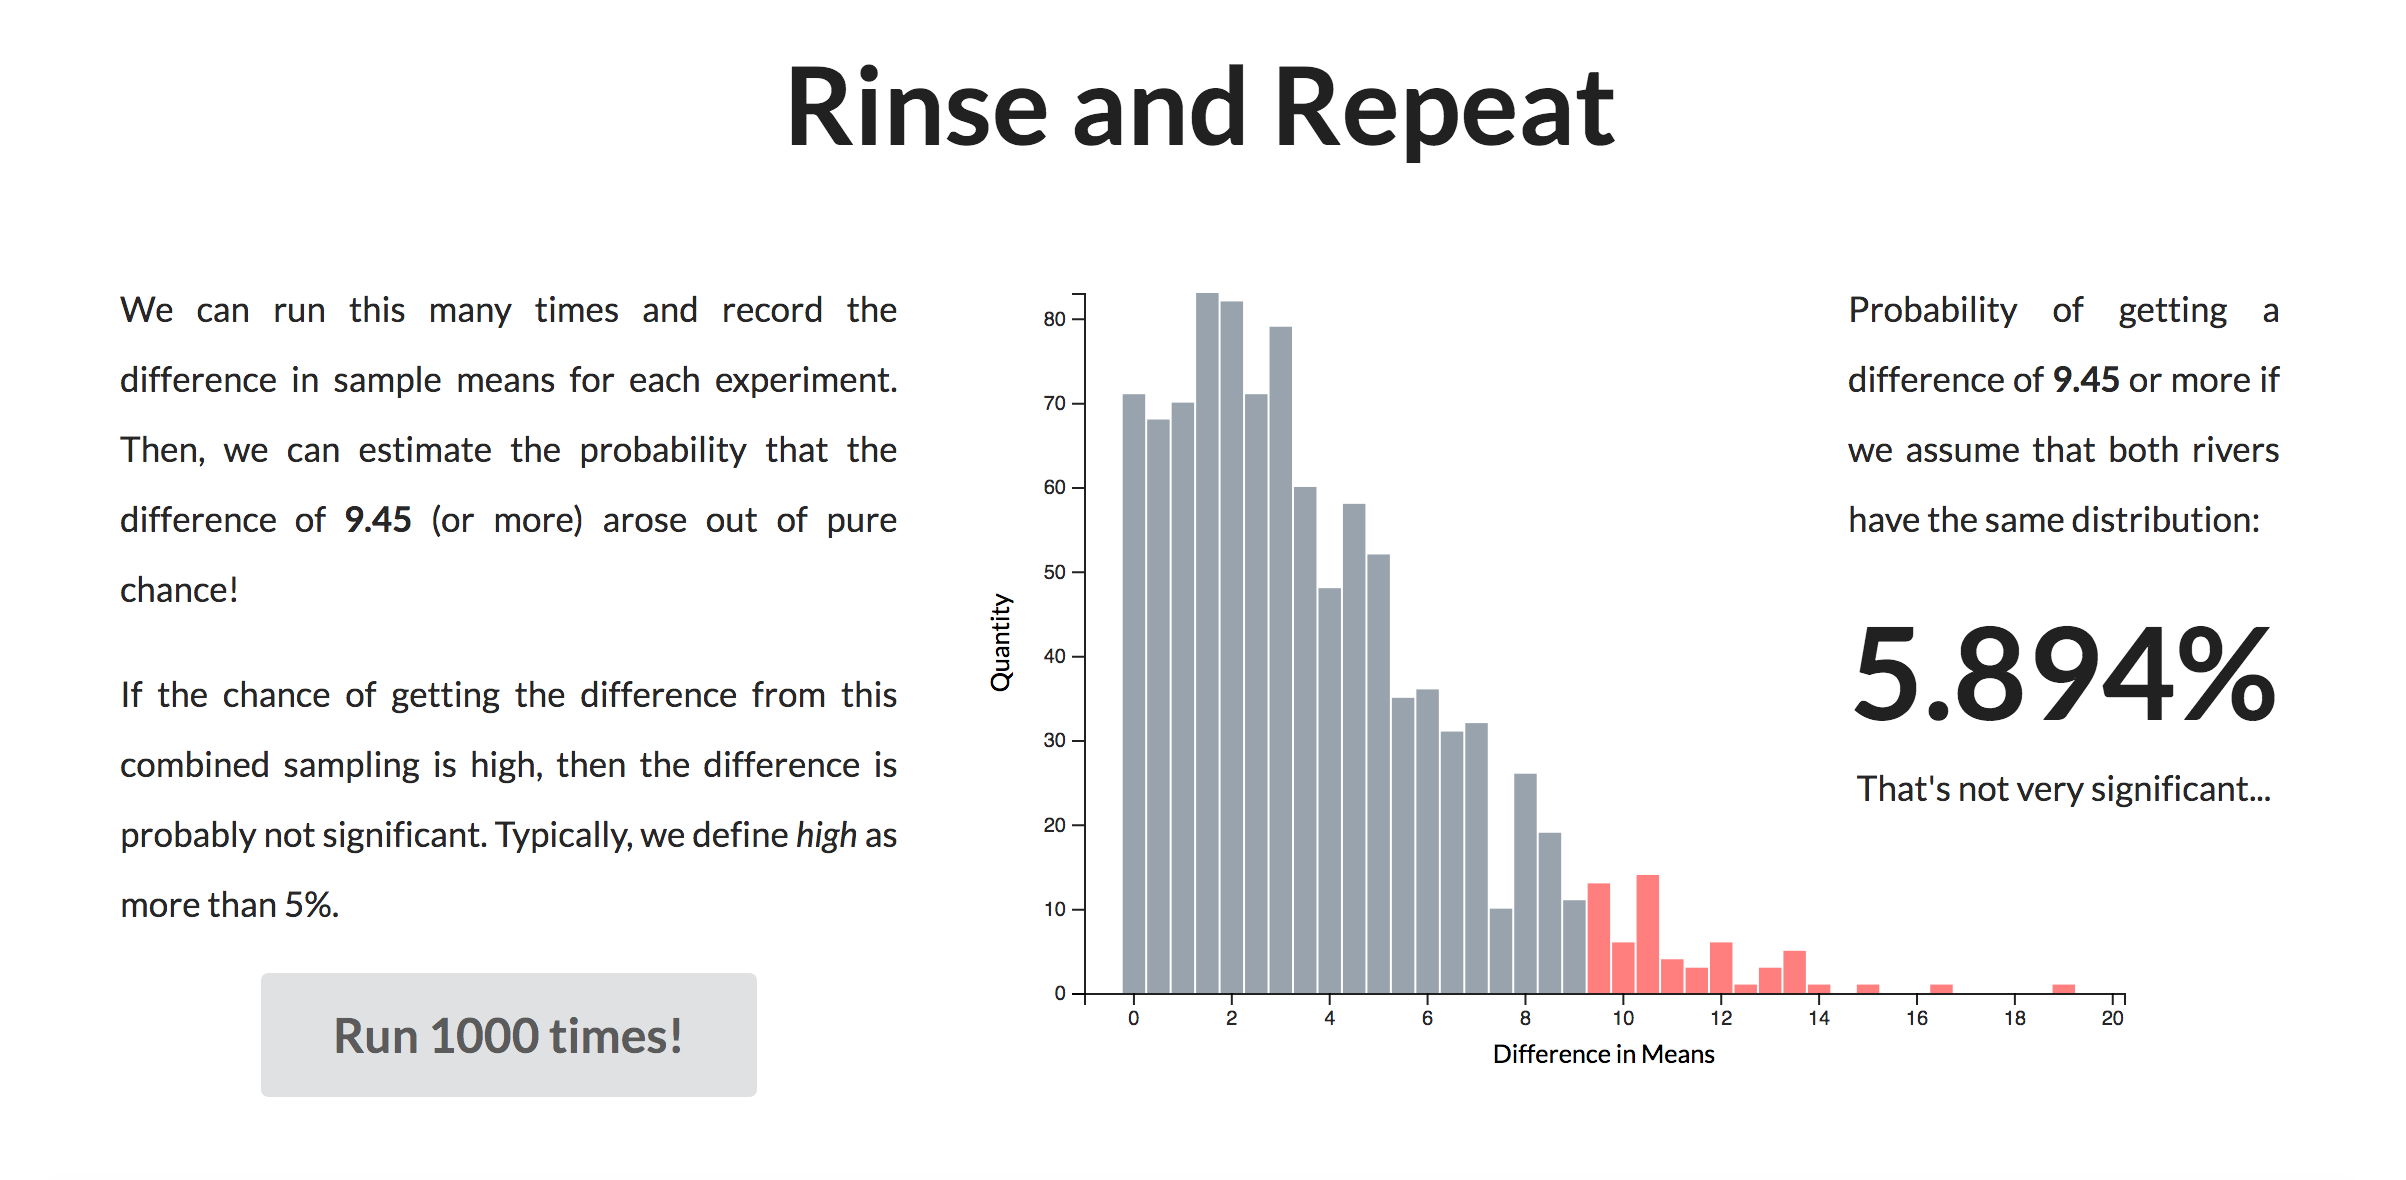 Rinse and Repeat
We can run this many times and record the
difference in sample means for each experiment.
Then, we can estimate the probability that the
difference of 9.45 (or more) arose out of pure
chance!
If the chance of getting the difference from this
combined sampling is high, then the difference is
probably not significant. Typically, we define high as
more than 5%.
Run 1000 times!
80
70
60
50
40
30
20
10
0
Quantity
0 2 4 6 8 10 12 14 16 18 20
Difference in Means
Probability of getting a
difference of 9.45 or more if
we assume that both rivers
have the same distribution:
5.894%
That's not very significant...